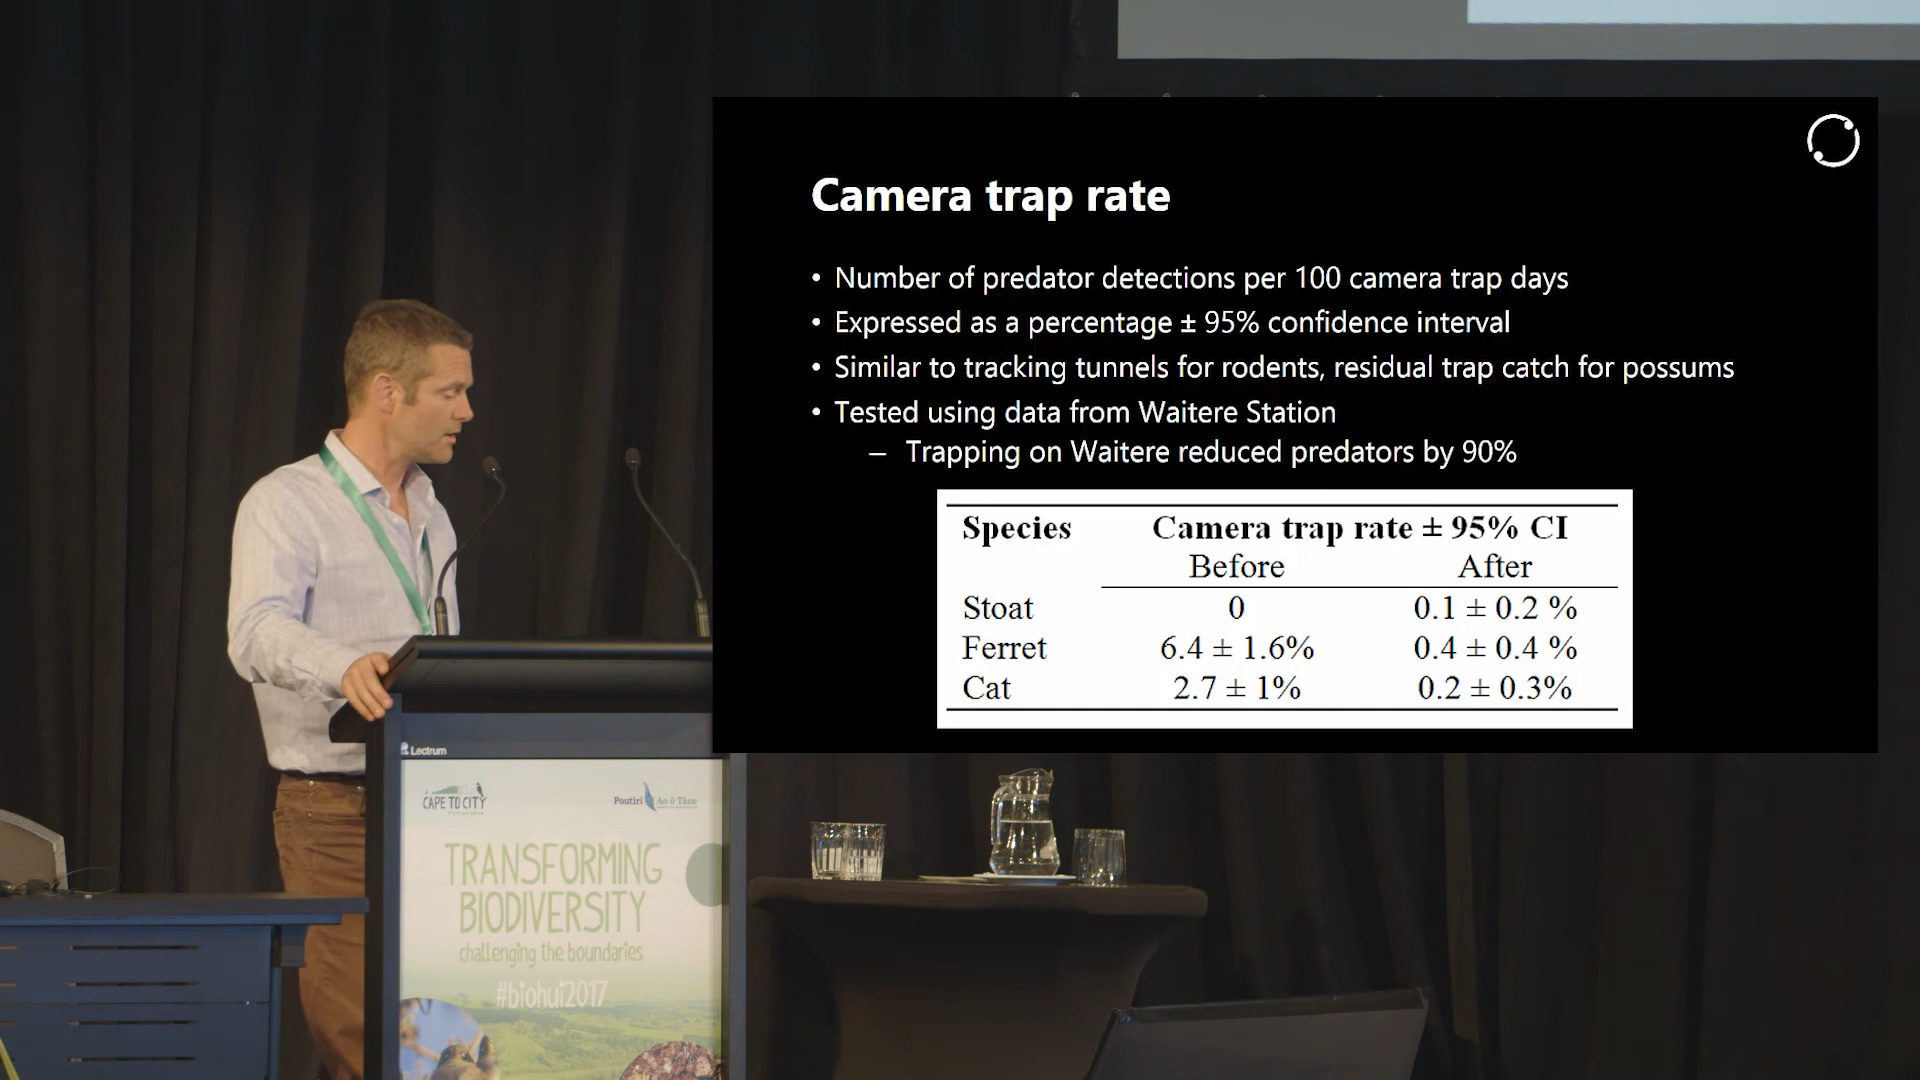 Camera trap rate
• Number of predator detections per 100 camera trap days
• Expressed as a percentage ± 95% confidence interval
• Similar to tracking tunnels for rodents, residual trap catch for possums
• Tested using data from Waitere Station
– Trapping on Waitere reduced predators by 90%
Species Camera trap rate ± 95% CI
Before After
Stoat 0 0.1 ± 0.2 %
Ferret 6.4 ± 1.6% 0.4 ± 0.4 %
Cat 2.7 ± 1% 0.2 ± 0.3%
Lectrum
CAPE TO CITY
Poutiri Ao ō Tāne
TRANSFORMING
BIODIVERSITY
challenging the boundaries
#biohui2017